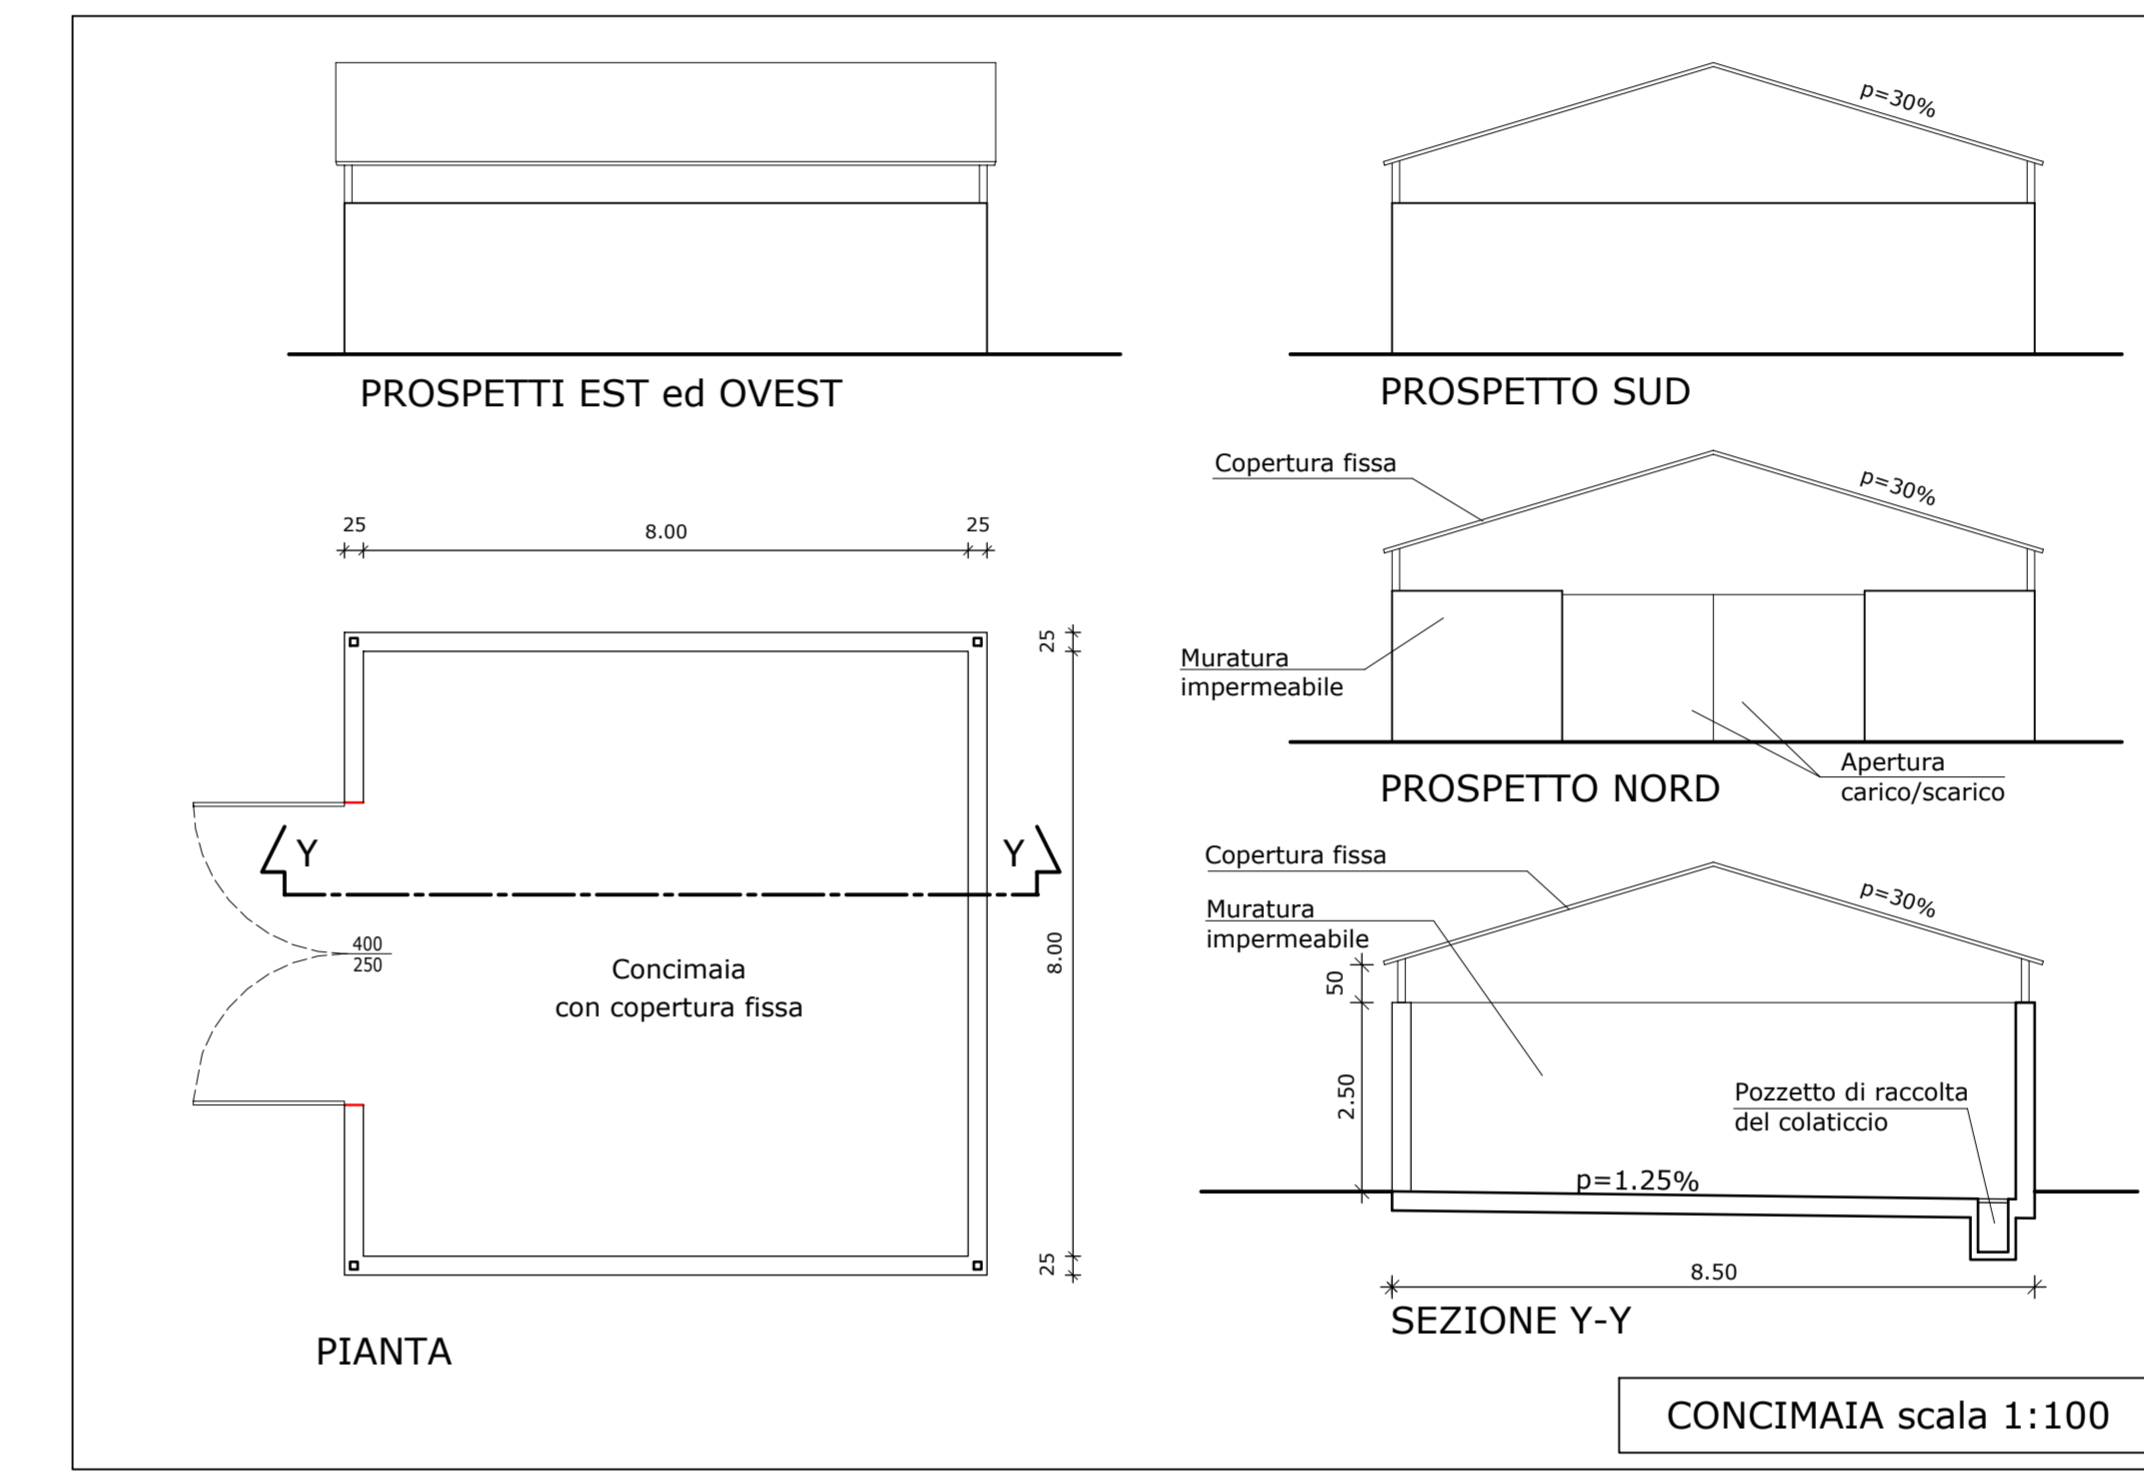 PROSPETTI EST ed OVEST
p=30%
PROSPETTO SUD
Copertura fissa
p=30%
Muratura
impermeabile
Apertura
carico/scarico
PROSPETTO NORD
25
8.00
25
25
8.00
25
Y
Y
400
250
Concimaia
con copertura fissa
PIANTA
Copertura fissa
Muratura
impermeabile
p=30%
50
2.50
Pozzetto di raccolta
del colaticcio
p=1.25%
8.50
SEZIONE Y-Y
CONCIMAIA scala 1:100